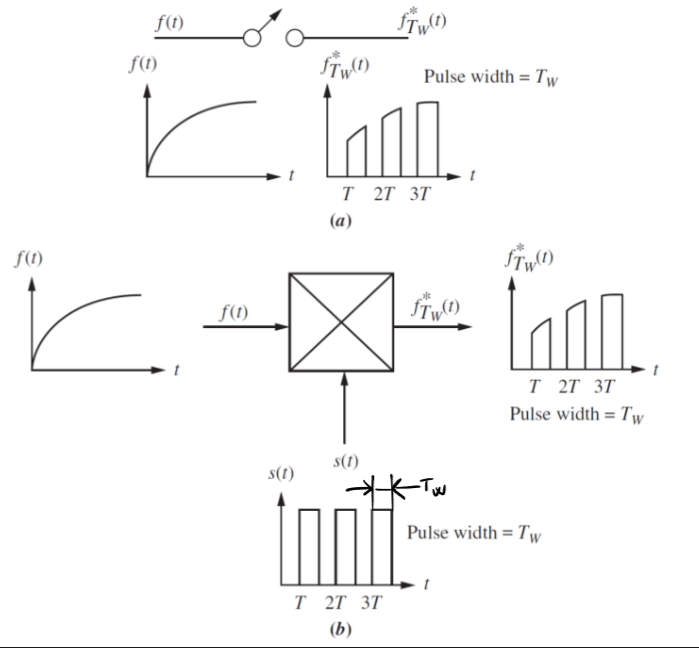 f(t)
f*TW(t)
f(t)
f*TW(t)
Pulse width = TW
t
t
T 2T 3T
(a)
f(t)
f*TW(t)
f(t)
f*TW(t)
t
t
T 2T 3T
Pulse width = TW
s(t)
s(t)
Tw
Pulse width = TW
t
T 2T 3T
(b)